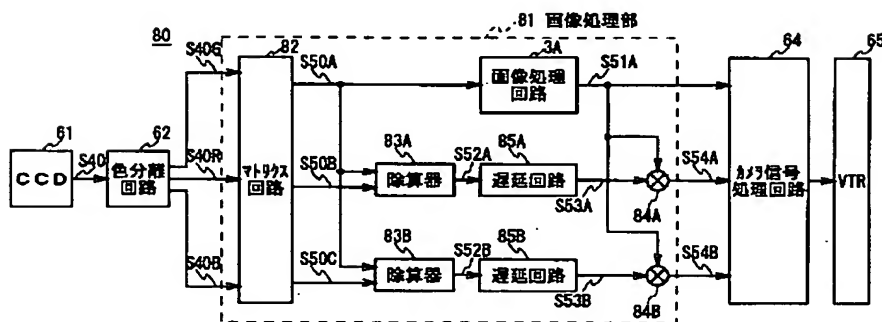 80
81 画像処理部
S40G
82
S50A
3A
画像処理
回路
S51A
64
65
61
CCD
S40
62
色分離
回路
S40R
マトリクス
回路
S50B
83A
除算器
S52A
85A
遅延回路
S53A
84A
S54A
カメラ信号
処理回路
VTR
S40B
S50C
83B
除算器
S52B
85B
遅延回路
S53B
84B
S54B